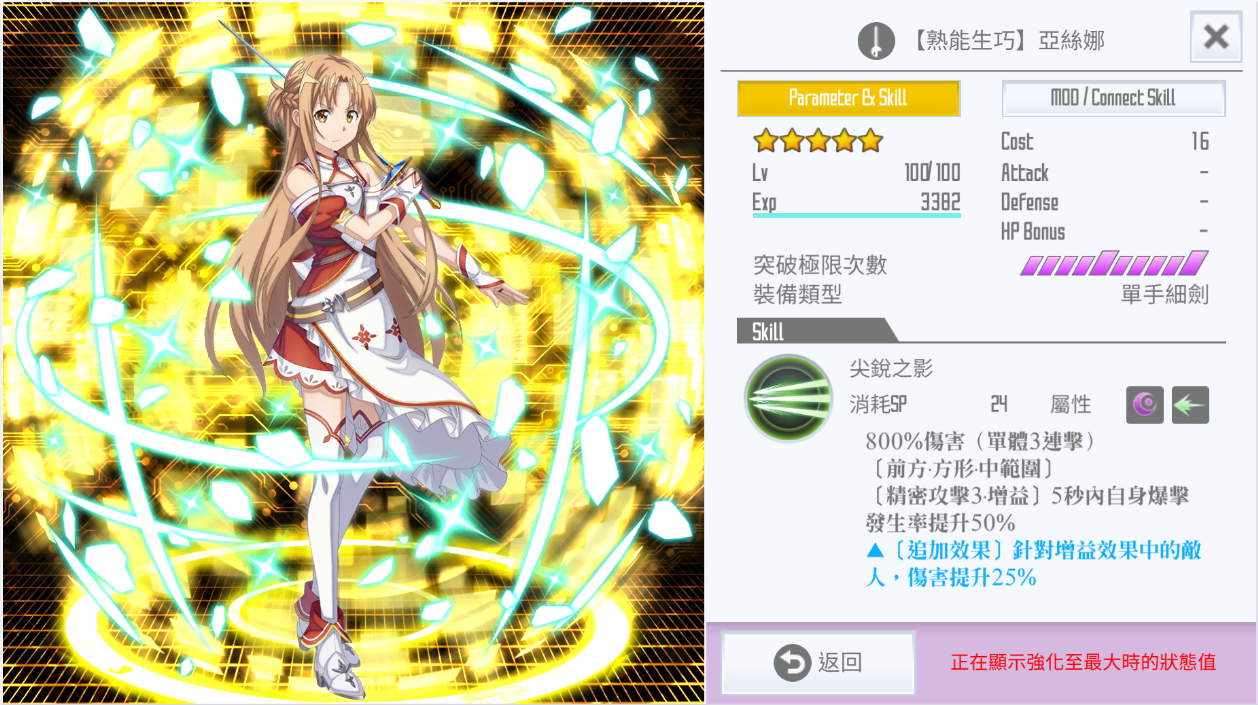 【熟能生巧】亞絲娜
Parameter & Skill
MOD / Connect Skill
Lv 100/100
Exp 3382
Cost 16
Attack -
Defense -
HP Bonus -
突破極限次數
裝備類型 單手細劍
Skill
尖銳之影
消耗SP 24 屬性
800%傷害（單體3連擊）
〔前方·方形·中範圍〕
〔精密攻擊3·增益〕5秒內自身爆擊
發生率提升50%
▲〔追加效果〕針對增益效果中的敵
人，傷害提升25%
返回
正在顯示強化至最大時的狀態值